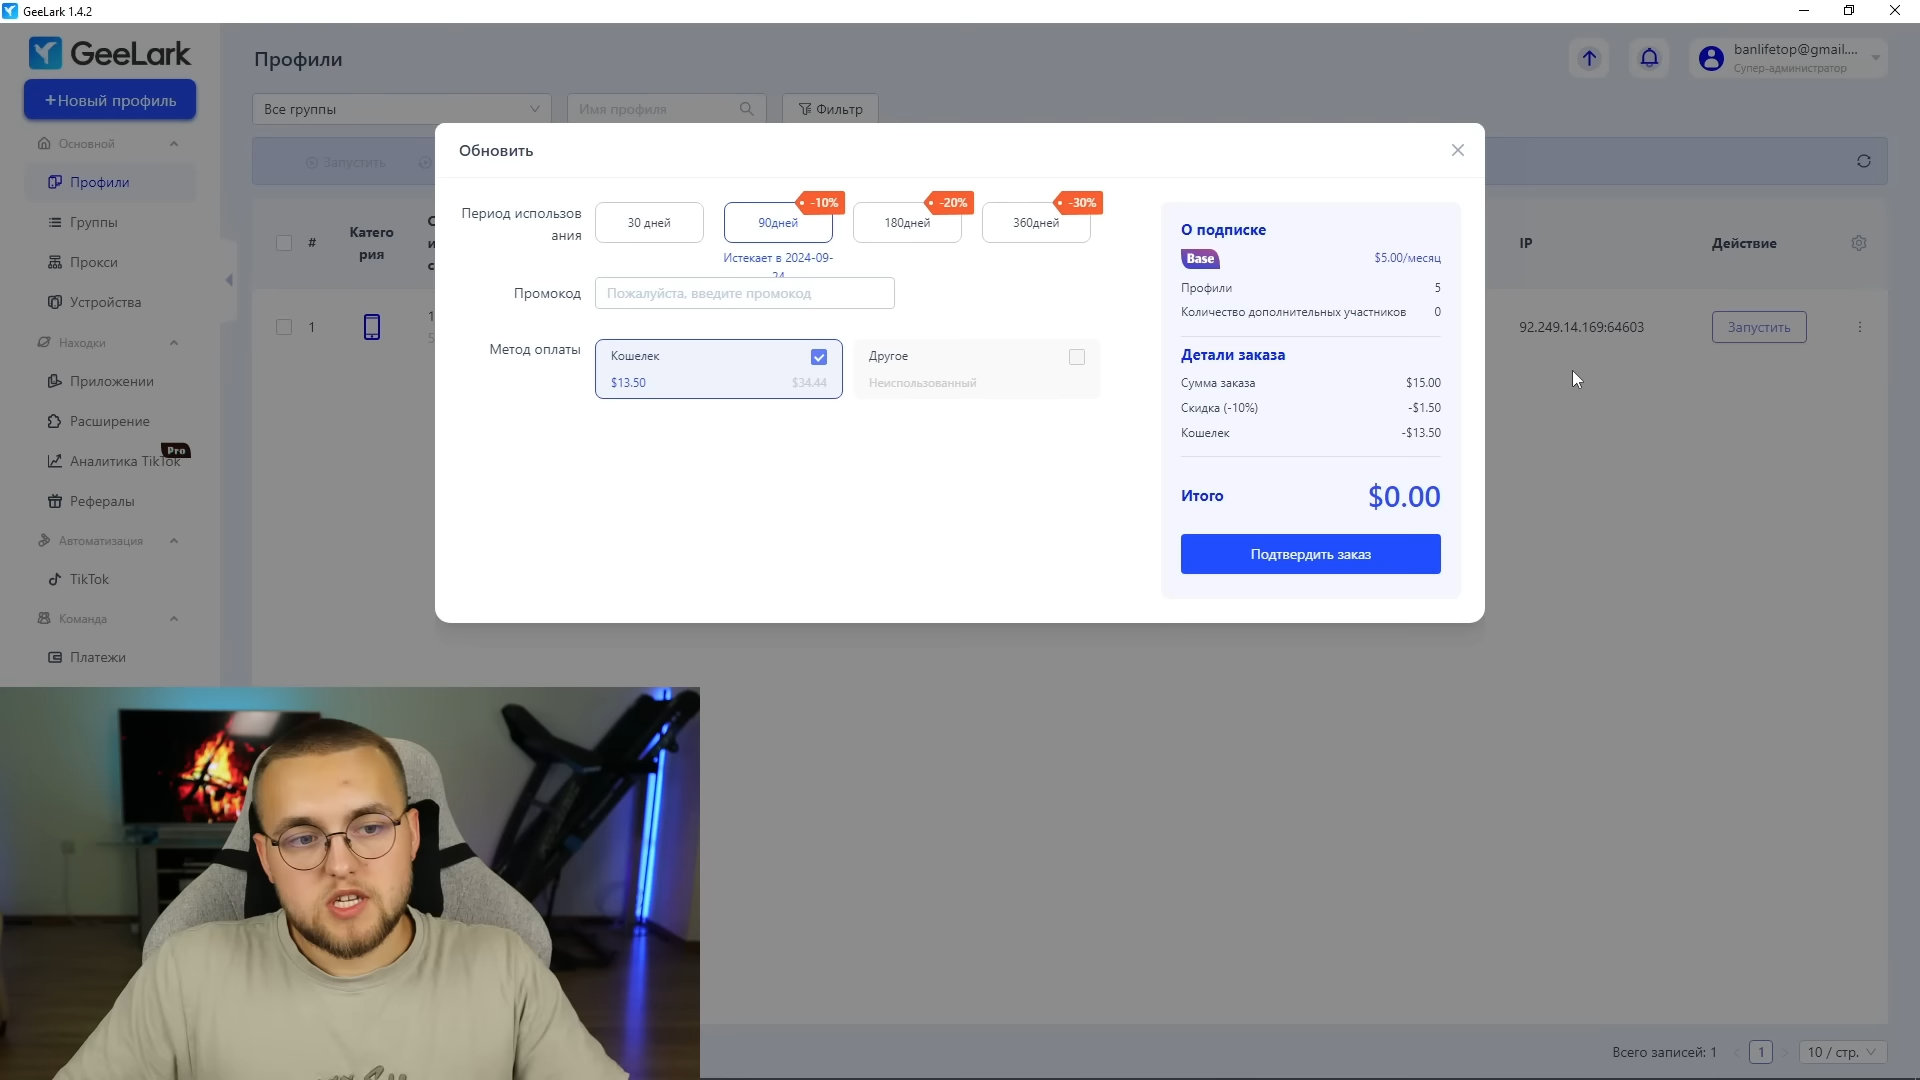 GeeLark 1.4.2
GeeLark
+Новый профиль
Основной
Профили
Группы
Прокси
Устройства
Находки
Приложении
Расширение
Аналитика TikTok
Pro
Рефералы
Автоматизация
TikTok
Команда
Платежи
Профили
banlifetop@gmail....
Супер-администратор
Все группы
Имя профиля
Фильтр
Запустить
#
Катего
рия
IP
Действие
1
92.249.14.169:64603
Запустить
Обновить
Период использов
ания
30 дней
90дней
-10%
180дней
-20%
360дней
-30%
Истекает в 2024-09-
24
Промокод
Пожалуйста, введите промокод
Метод оплаты
Кошелек
$13.50
$34.44
Другое
Неиспользованный
О подписке
Base
$5.00/месяц
Профили
5
Количество дополнительных участников
0
Детали заказа
Сумма заказа
$15.00
Скидка (-10%)
-$1.50
Кошелек
-$13.50
Итого
$0.00
Подтвердить заказ
Всего записей: 1
1
10 / стр.